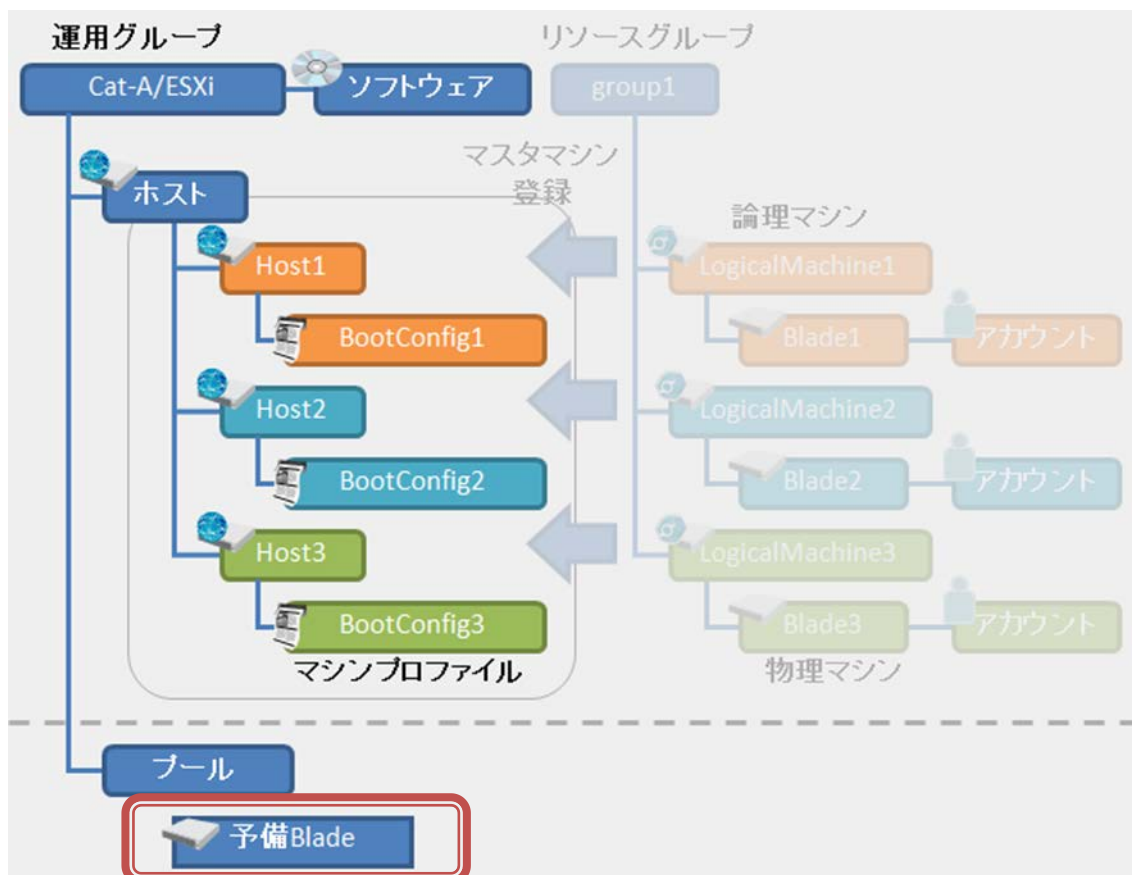 運用グループ
リソースグループ
Cat-A/ESXi
ソフトウェア
group1
マスタマシン
登録
ホスト
論理マシン
Host1
LogicalMachine1
BootConfig1
Blade1
アカウント
Host2
LogicalMachine2
BootConfig2
Blade2
アカウント
Host3
LogicalMachine3
BootConfig3
Blade3
アカウント
マシンプロファイル
物理マシン
プール
予備Blade